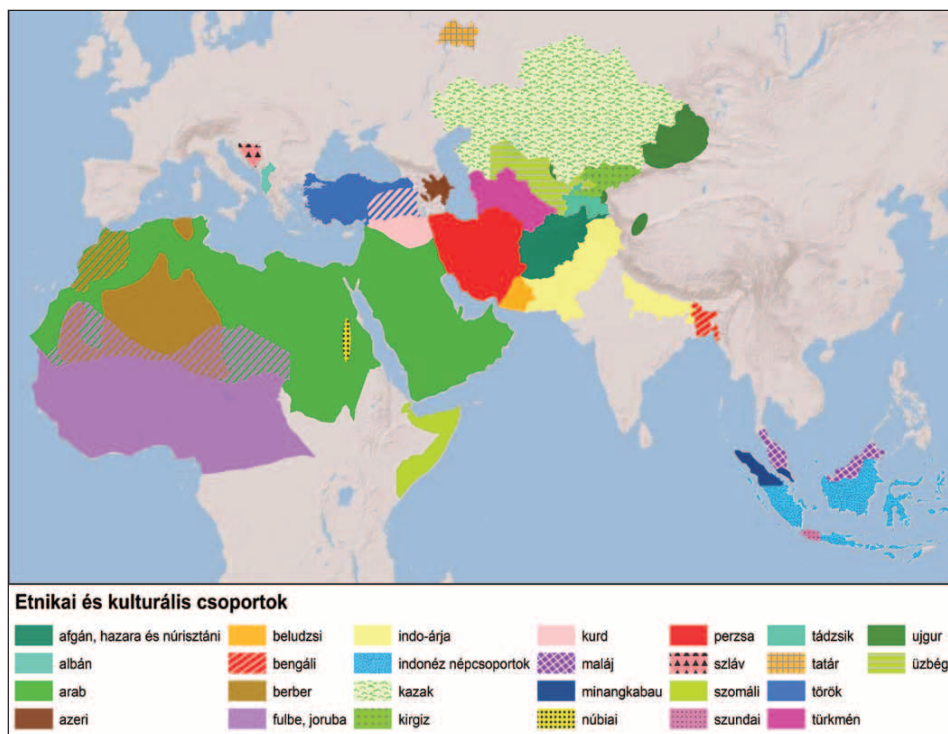 Etnikai és kulturális csoportok
afgán, hazara és núrisztáni
albán
arab
azeri
beludzsi
bengáli
berber
fulbe, joruba
indo-árja
indonéz népcsoportok
kazak
kirgiz
kurd
maláj
minangkabau
núbiai
perzsa
szláv
szomáli
szundai
tádzsik
tatár
török
türkmén
ujgur
üzbég